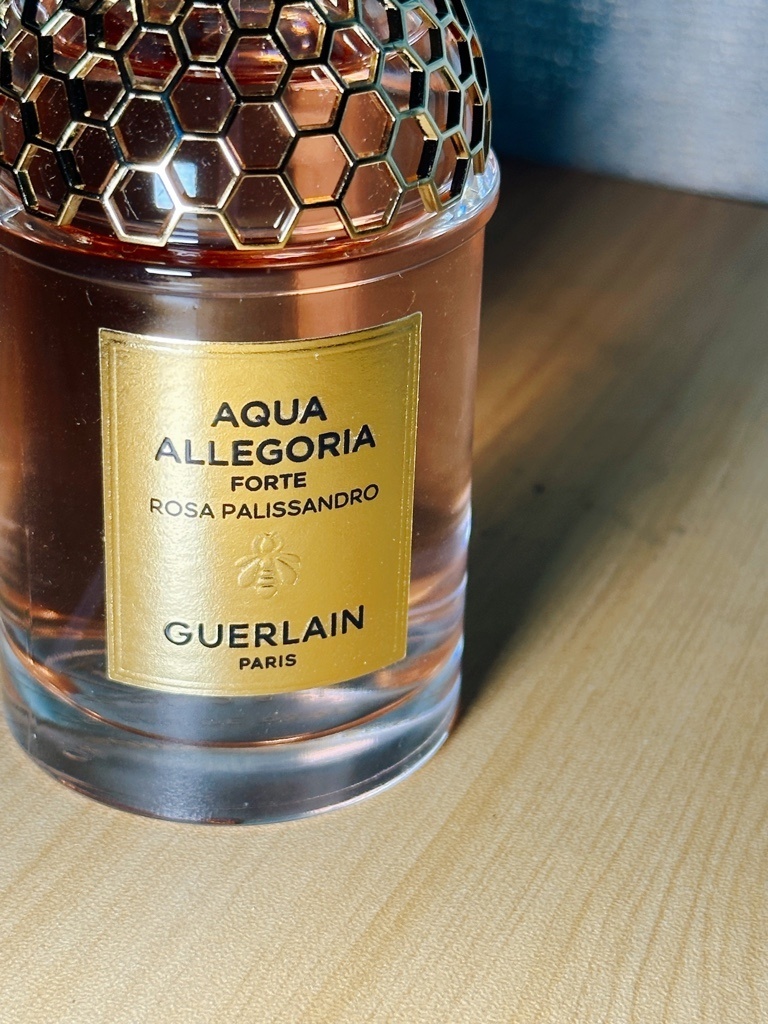 AQUA
ALLEGORIA
FORTE
ROSA PALISSANDRO
GUERLAIN
PARIS